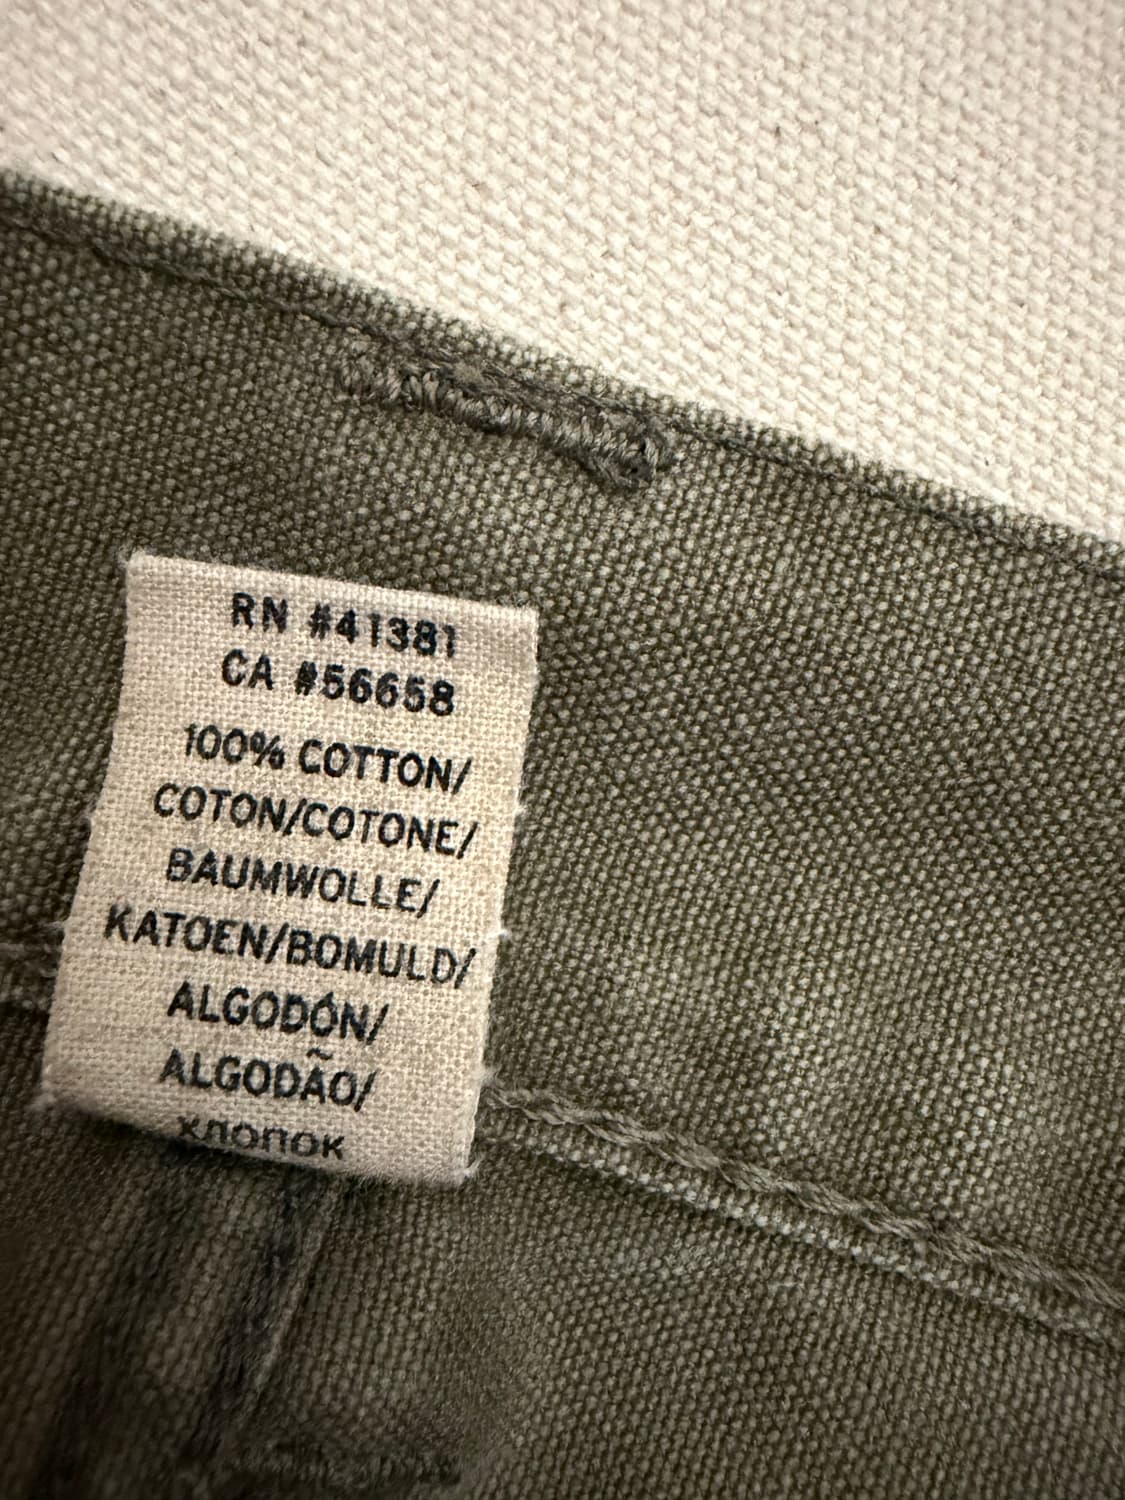 RN #41381
CA #56658
100% COTTON/
COTON/COTONE/
BAUMWOLLE/
KATOEN/BOMULD/
ALGODÓN/
ALGODÃO/
ХЛОПОК